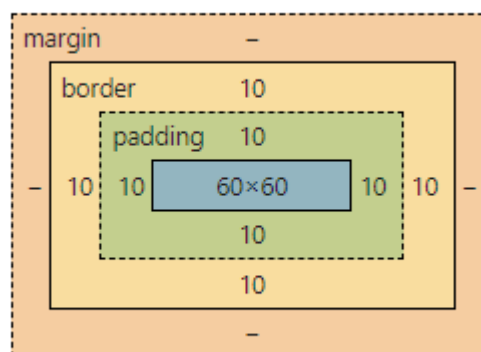 margin –
border 10
padding 10
– 10 10 60×60 10 10 –
10
10
–